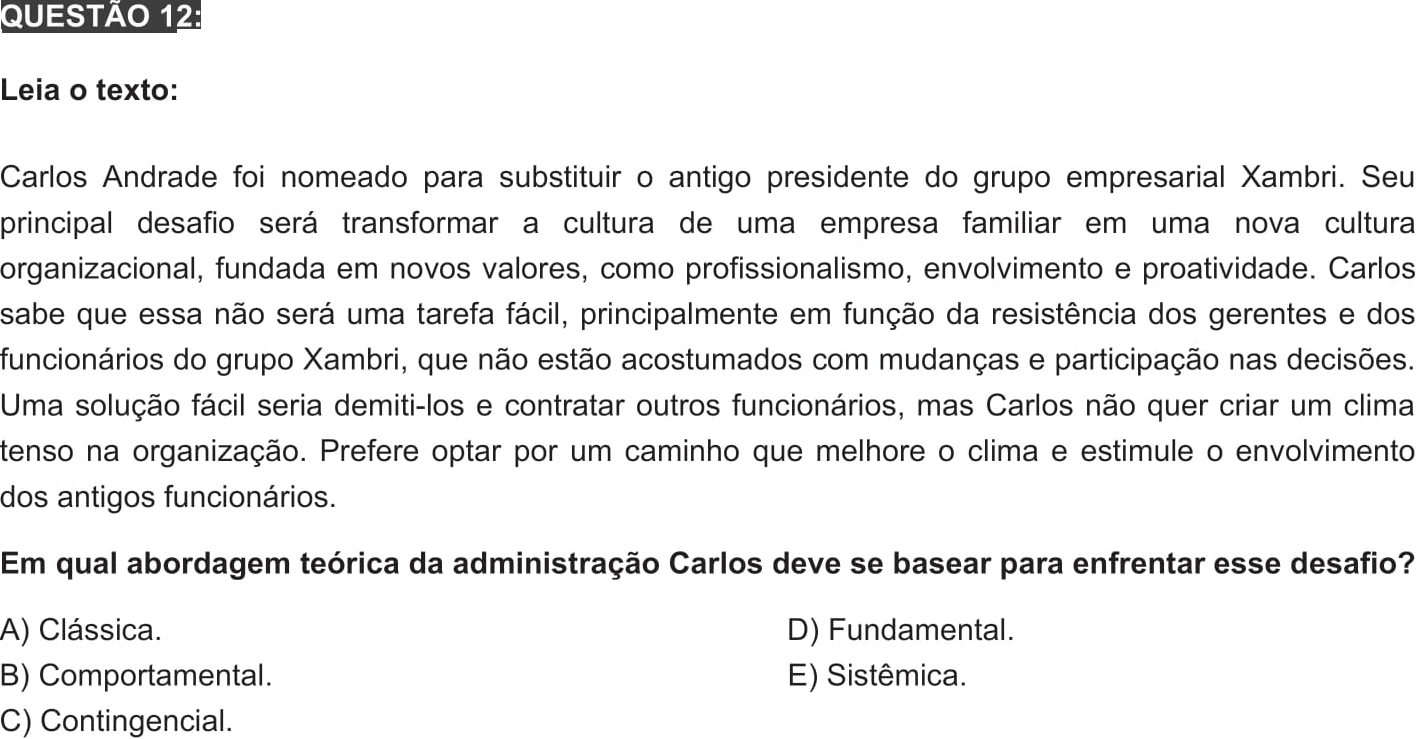 QUESTÃO 12:
Leia o texto:
Carlos Andrade foi nomeado para substituir o antigo presidente do grupo empresarial Xambri. Seu
principal desafio será transformar a cultura de uma empresa familiar em uma nova cultura
organizacional, fundada em novos valores, como profissionalismo, envolvimento e proatividade. Carlos
sabe que essa não será uma tarefa fácil, principalmente em função da resistência dos gerentes e dos
funcionários do grupo Xambri, que não estão acostumados com mudanças e participação nas decisões.
Uma solução fácil seria demiti-los e contratar outros funcionários, mas Carlos não quer criar um clima
tenso na organização. Prefere optar por um caminho que melhore o clima e estimule o envolvimento
dos antigos funcionários.
Em qual abordagem teórica da administração Carlos deve se basear para enfrentar esse desafio?
A) Clássica.
B) Comportamental.
C) Contingencial.
D) Fundamental.
E) Sistêmica.